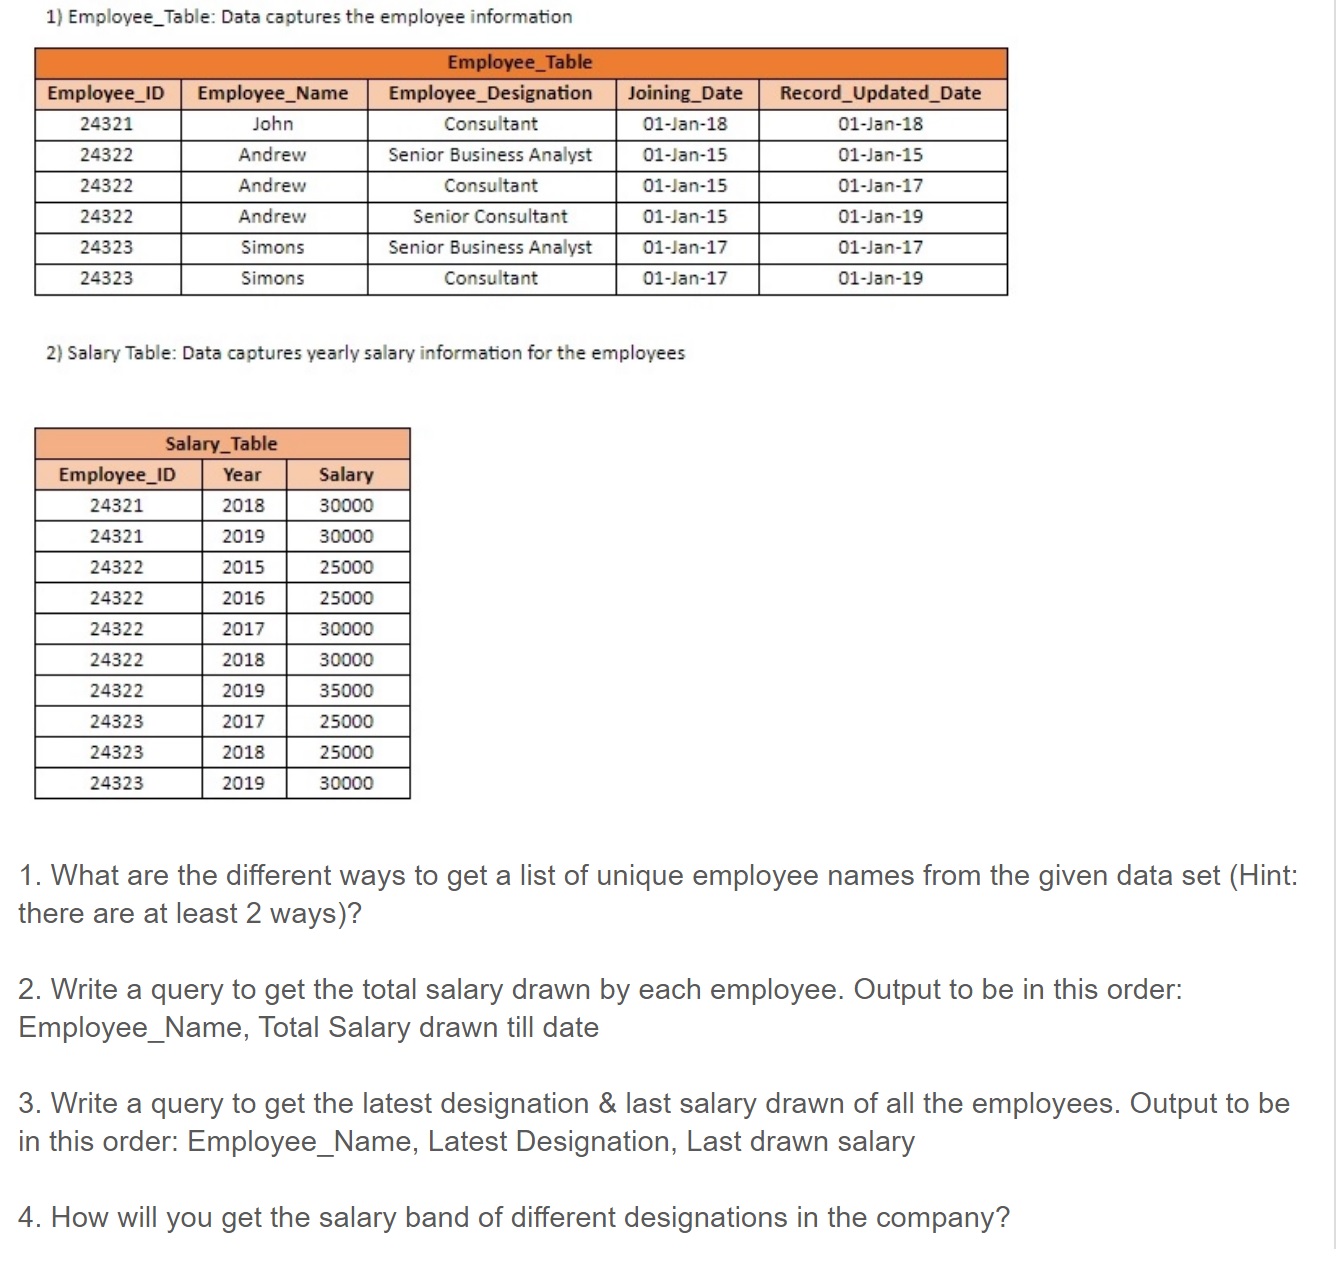 1) Employee_Table: Data captures the employee information
Employee_Table
Employee_ID Employee_Name Employee_Designation Joining_Date Record_Updated_Date
24321 John Consultant 01-Jan-18 01-Jan-18
24322 Andrew Senior Business Analyst 01-Jan-15 01-Jan-15
24322 Andrew Consultant 01-Jan-15 01-Jan-17
24322 Andrew Senior Consultant 01-Jan-15 01-Jan-19
24323 Simons Senior Business Analyst 01-Jan-17 01-Jan-17
24323 Simons Consultant 01-Jan-17 01-Jan-19
2) Salary Table: Data captures yearly salary information for the employees
Salary_Table
Employee_ID Year Salary
24321 2018 30000
24321 2019 30000
24322 2015 25000
24322 2016 25000
24322 2017 30000
24322 2018 30000
24322 2019 35000
24323 2017 25000
24323 2018 25000
24323 2019 30000
1. What are the different ways to get a list of unique employee names from the given data set (Hint:
there are at least 2 ways)?
2. Write a query to get the total salary drawn by each employee. Output to be in this order:
Employee_Name, Total Salary drawn till date
3. Write a query to get the latest designation & last salary drawn of all the employees. Output to be
in this order: Employee_Name, Latest Designation, Last drawn salary
4. How will you get the salary band of different designations in the company?